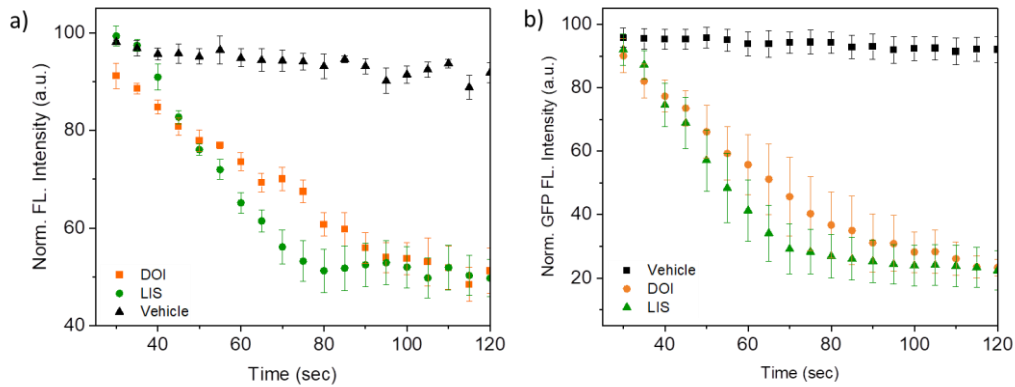 a)
Norm. FL. Intensity (a.u.)
100
80
60
40
DOI
LIS
Vehicle
40 60 80 100 120
Time (sec)
b)
Norm. GFP FL. Intensity (a.u.)
100
80
60
40
20
Vehicle
DOI
LIS
40 60 80 100 120
Time (sec)